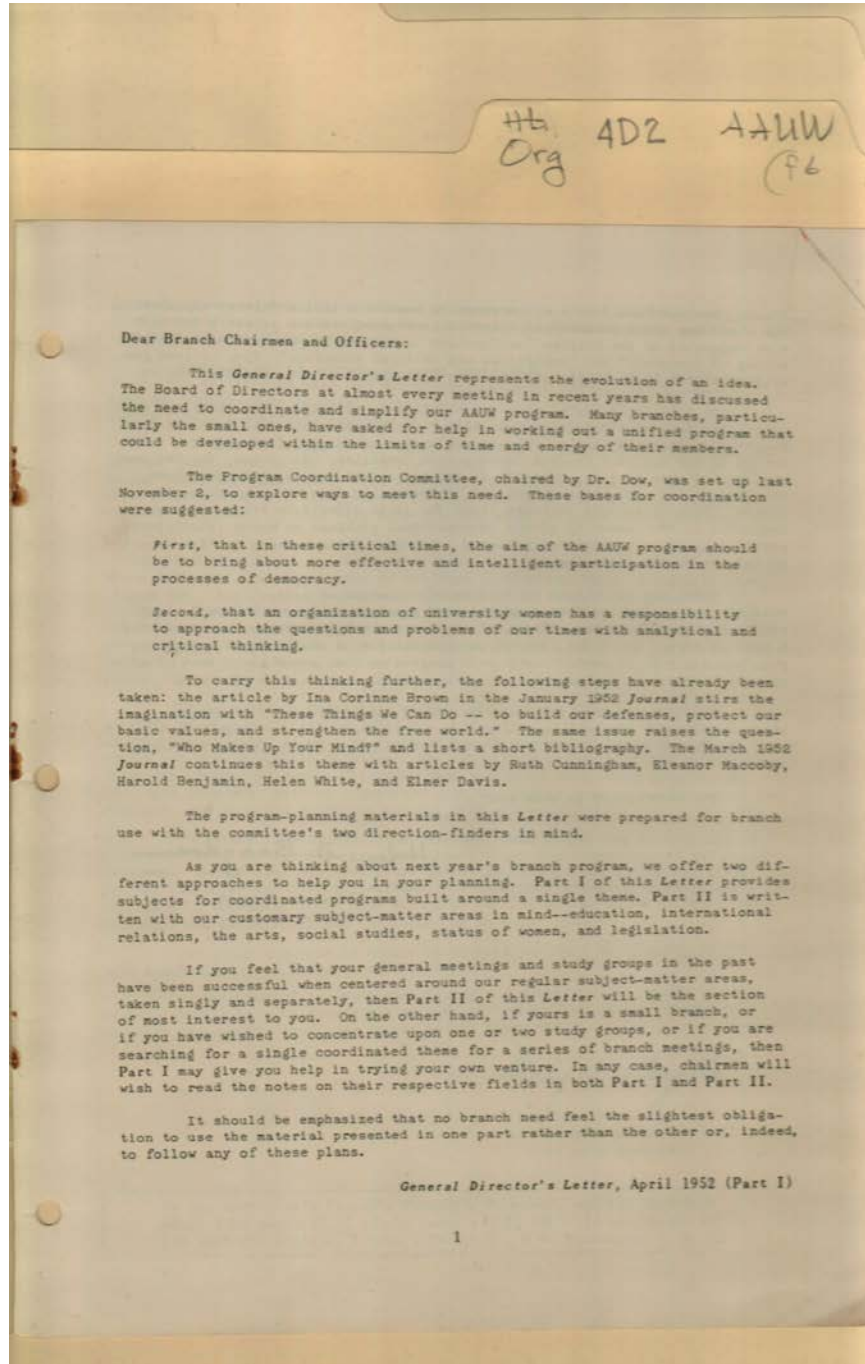 Org 4D2 AAUW
Dear Branch Chairmen and Officers:
This General Director's Letter represents the evolution of an idea.
The Board of Directors at almost every meeting in recent years has discussed
the need to coordinate and simplify our AAUW program. Many branches, particu-
larly the small ones, have asked for help in working out a unified program that
could be developed within the limits of time and energy of their members.
The Program Coordination Committee, chaired by Dr. Dow, was set up last
November 2, to explore ways to meet this need. These bases for coordination
were suggested:
First, that in these critical times, the aim of the AAUW program should
be to bring about more effective and intelligent participation in the
processes of democracy.
Second, that an organization of university women has a responsibility
to approach the questions and problems of our times with analytical and
critical thinking.
To carry this thinking further, the following steps have already been
taken: the article by Ina Corinne Brown in the January 1952 Journal stirs the
imagination with "These Things We Can Do -- to build our defenses, protect our
basic values, and strengthen the free world." The same issue raises the ques-
tion, "Who Makes Up Your Mind?" and lists a short bibliography. The March 1952
Journal continues this theme with articles by Ruth Cunningham, Eleanor Maccoby,
Harold Benjamin, Helen White, and Elmer Davis.
The program-planning materials in this Letter were prepared for branch
use with the committee's two direction-finders in mind.
As you are thinking about next year's branch program, we offer two dif-
ferent approaches to help you in your planning. Part I of this Letter provides
subjects for coordinated programs built around a single theme. Part II is writ-
ten with our customary subject-matter areas in mind--education, international
relations, the arts, social studies, status of women, and legislation.
If you feel that your general meetings and study groups in the past
have been successful when centered around our regular subject-matter areas,
taken singly and separately, then Part II of this Letter will be the section
of most interest to you. On the other hand, if yours is a small branch, or
if you have wished to concentrate upon one or two study groups, or if you are
searching for a single coordinated theme for a series of branch meetings, then
Part I may give you help in trying your own venture. In any case, chairmen will
wish to read the notes on their respective fields in both Part I and Part II.
It should be emphasized that no branch need feel the slightest obliga-
tion to use the material presented in one part rather than the other or, indeed,
to follow any of these plans.
General Director's Letter, April 1952 (Part I)
1